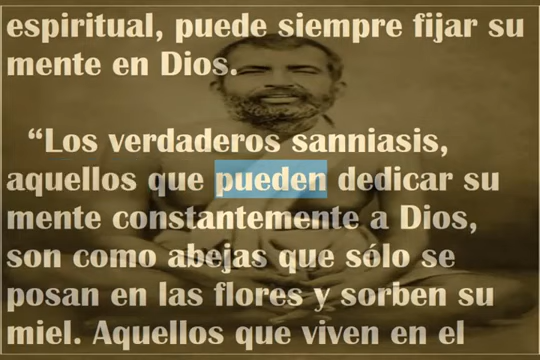 espiritual, puede siempre fijar su
mente en Dios.
“Los verdaderos sanniasis,
aquellos que pueden dedicar su
mente constantemente a Dios,
son como abejas que sólo se
posan en las flores y sorben su
miel. Aquellos que viven en el